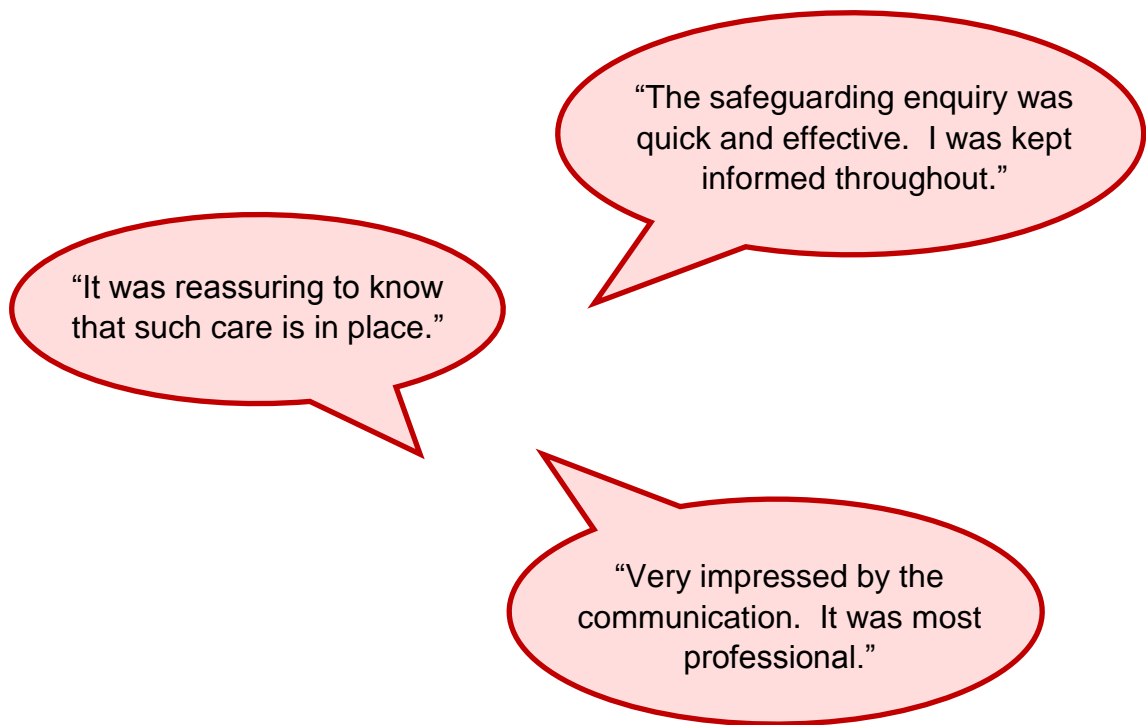 “The safeguarding enquiry was
quick and effective.  I was kept
informed throughout.”
“It was reassuring to know
that such care is in place.”
“Very impressed by the
communication.  It was most
professional.”